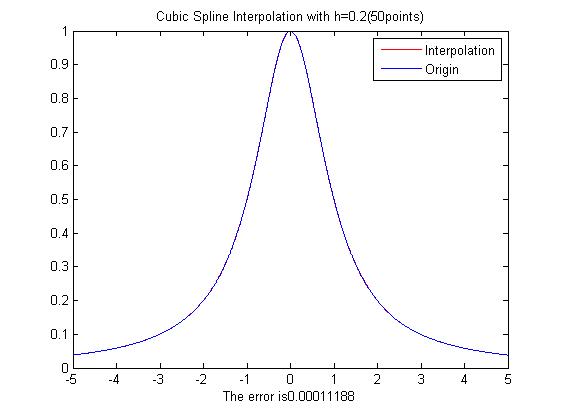 Cubic Spline Interpolation with h=0.2(50points)
Interpolation
Origin
1
0.9
0.8
0.7
0.6
0.5
0.4
0.3
0.2
0.1
0
-5 -4 -3 -2 -1 0 1 2 3 4 5
The error is0.00011188